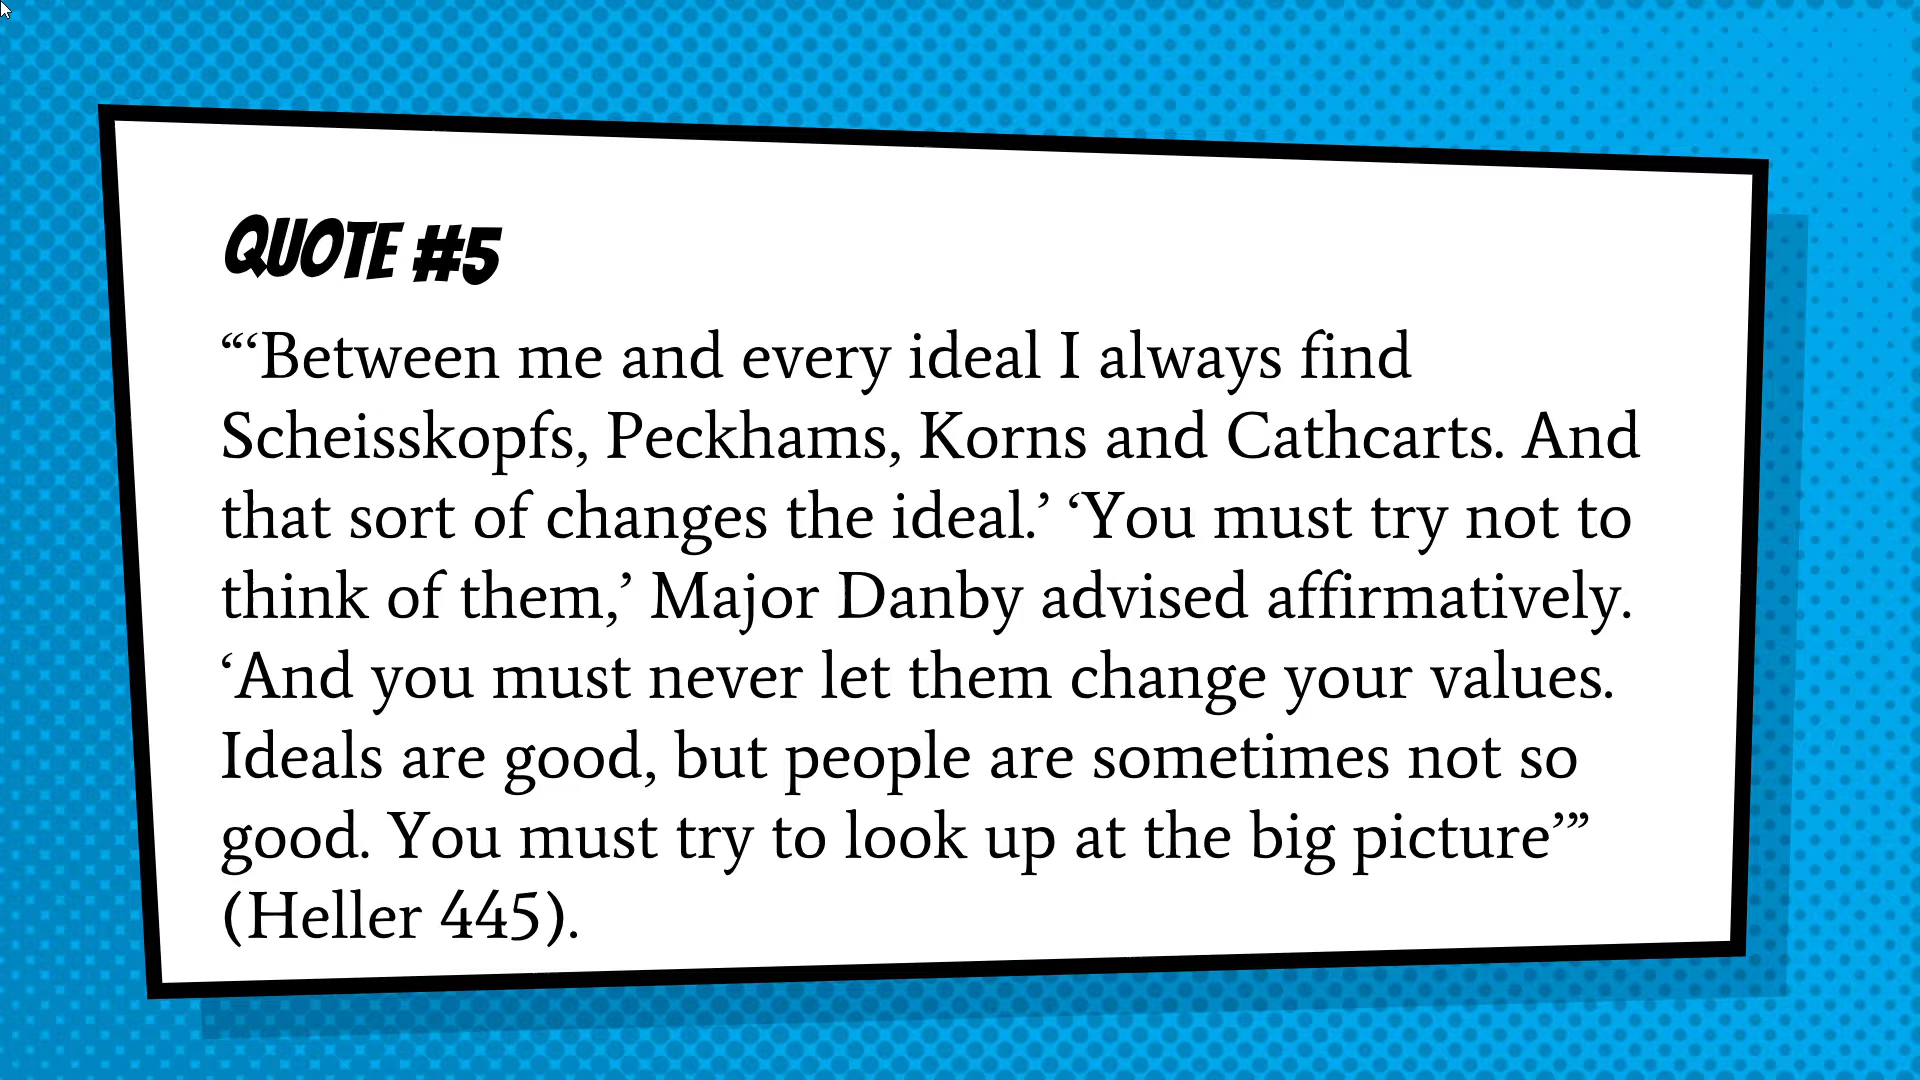 QUOTE #5
“‘Between me and every ideal I always find
Scheisskopfs, Peckhams, Korns and Cathcarts. And
that sort of changes the ideal.’ ‘You must try not to
think of them,’ Major Danby advised affirmatively.
‘And you must never let them change your values.
Ideals are good, but people are sometimes not so
good. You must try to look up at the big picture’”
(Heller 445).